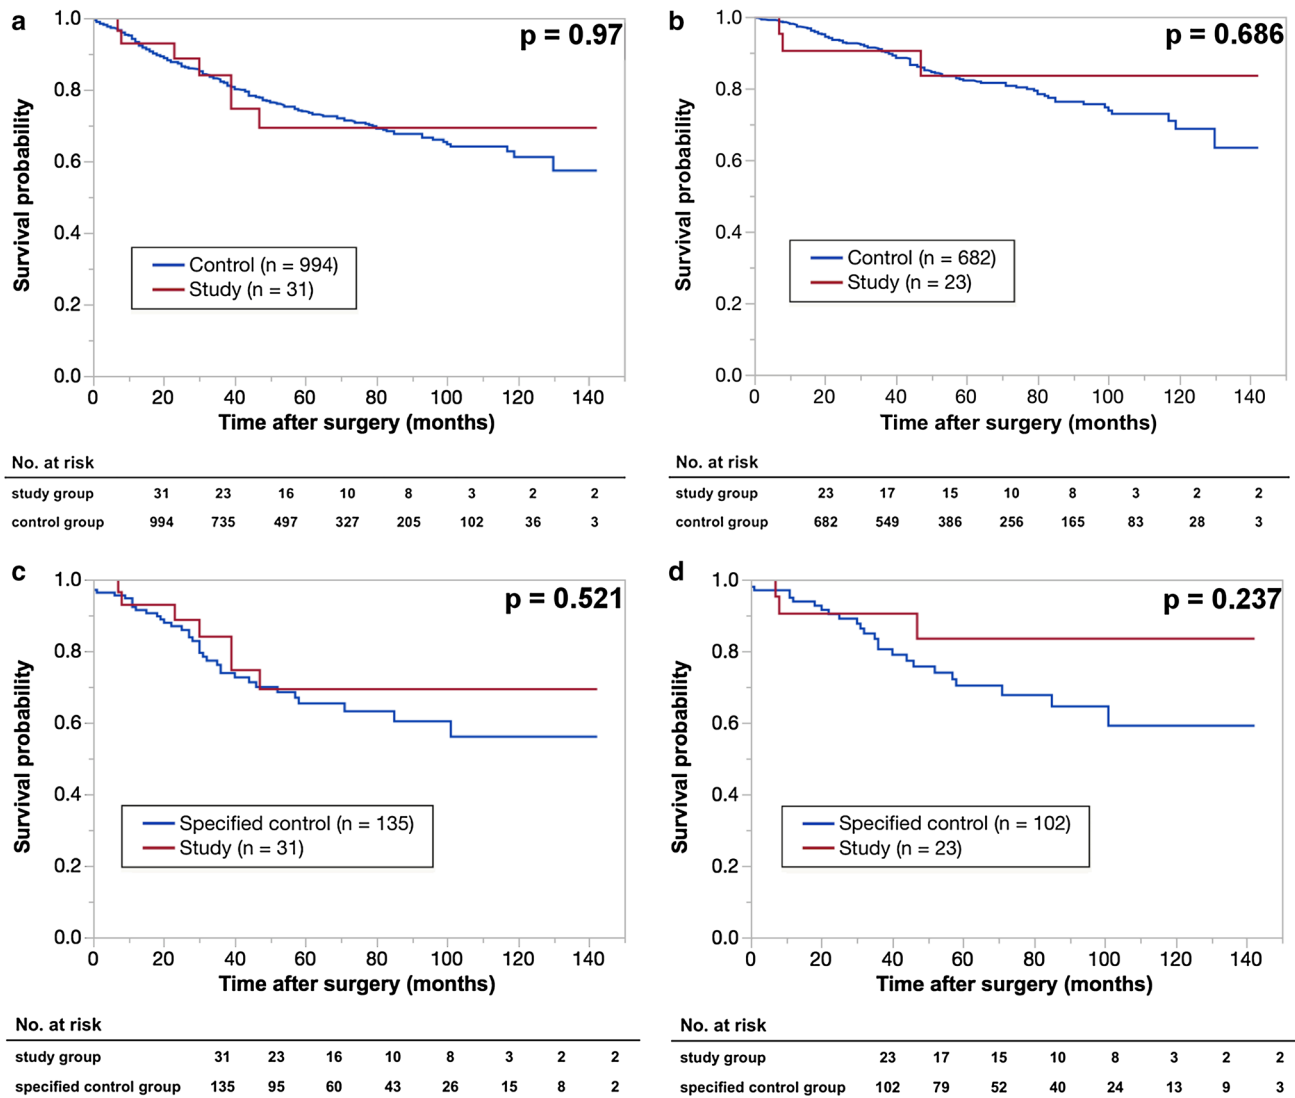 a
p = 0.97
Survival probability
1.0
0.8
0.6
0.4
0.2
0.0
Control (n = 994)
Study (n = 31)
0 20 40 60 80 100 120 140
Time after surgery (months)
No. at risk
study group 31 23 16 10 8 3 2 2
control group 994 735 497 327 205 102 36 3
b
p = 0.686
Survival probability
1.0
0.8
0.6
0.4
0.2
0.0
Control (n = 682)
Study (n = 23)
0 20 40 60 80 100 120 140
Time after surgery (months)
No. at risk
study group 23 17 15 10 8 3 2 2
control group 682 549 386 256 165 83 28 3
c
p = 0.521
Survival probability
1.0
0.8
0.6
0.4
0.2
0.0
Specified control (n = 135)
Study (n = 31)
0 20 40 60 80 100 120 140
Time after surgery (months)
No. at risk
study group 31 23 16 10 8 3 2 2
specified control group 135 95 60 43 26 15 8 2
d
p = 0.237
Survival probability
1.0
0.8
0.6
0.4
0.2
0.0
Specified control (n = 102)
Study (n = 23)
0 20 40 60 80 100 120 140
Time after surgery (months)
No. at risk
study group 23 17 15 10 8 3 2 2
specified control group 102 79 52 40 24 13 9 3